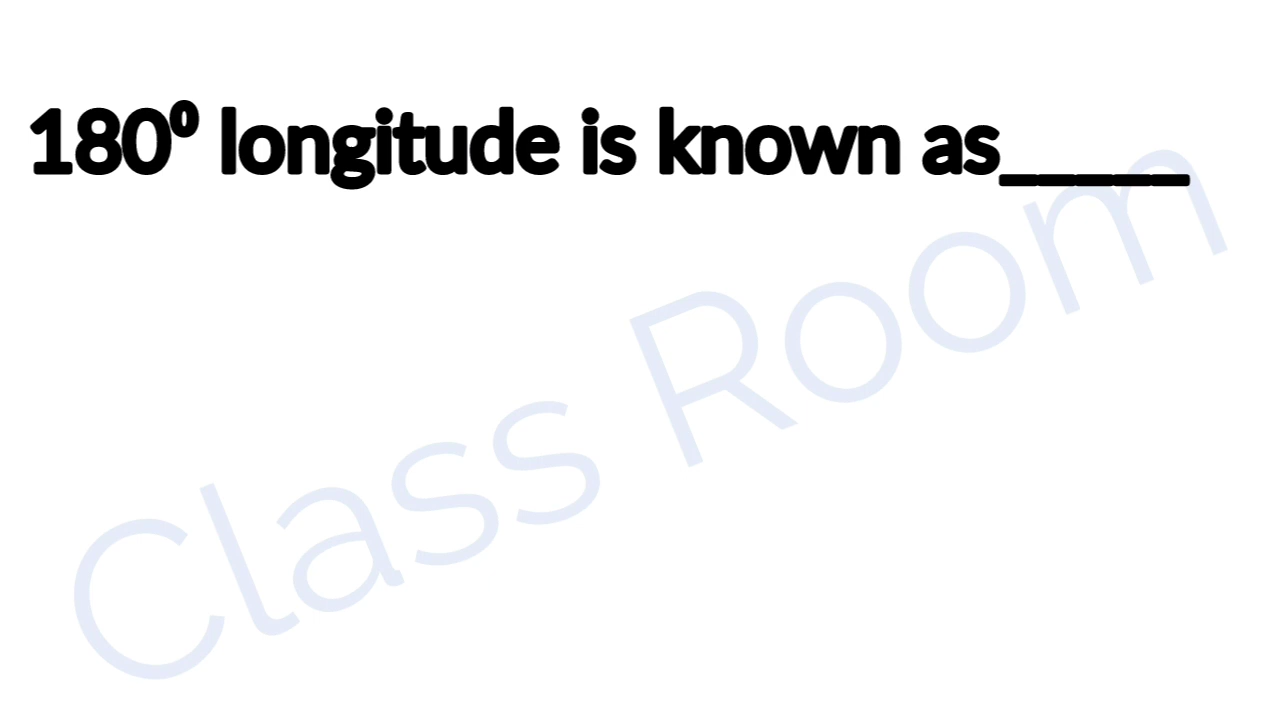 180⁰ longitude is known as_____
Class Room